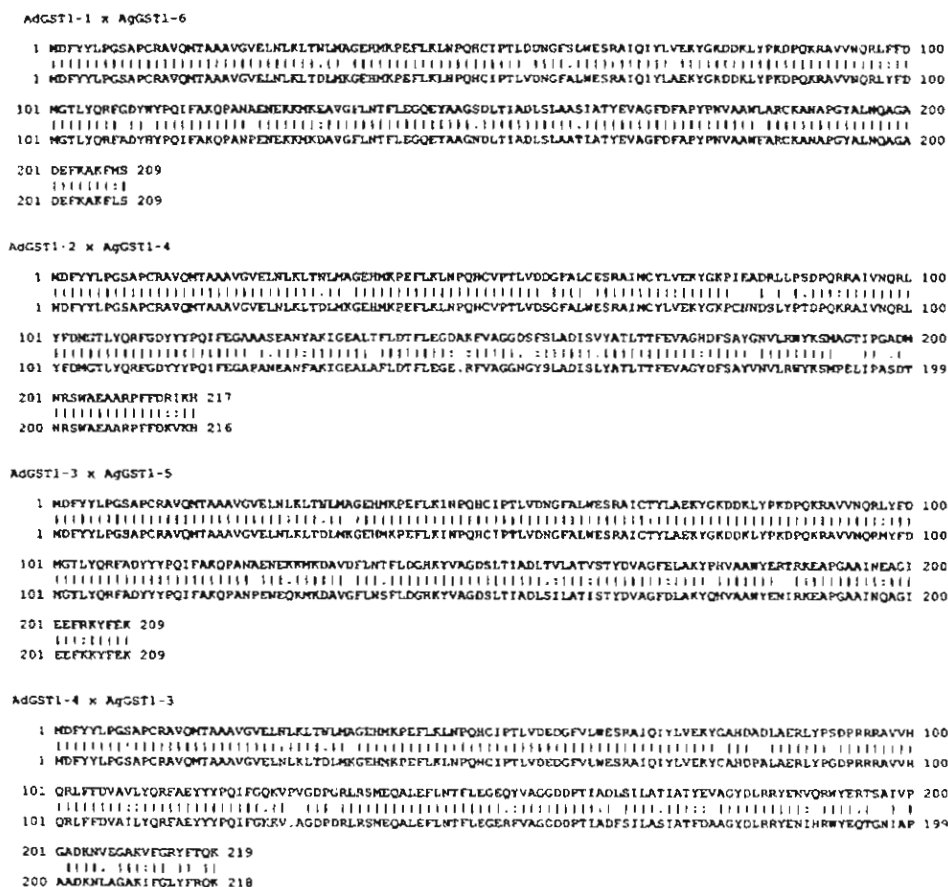 AdGST1-1 x AgGST1-6
1 MDFYYLPGSAPCRAVQMTAAAVGVELNLKLTNLMAGEHMKPEFLKLNPQHCIPTLDDNGFSLWESRAIQIYLVEKYGKDDKLYPKDPQKRAVVNQRLFFD 100
1 MDFYYLPGSAPCRAVQMTAAAVGVELNLKLTDLMKGEHMKPEFLKLNPQHCIPTLVDNGFALWESRAIQIYLAEKYGKDDKLYPKDPQKRAVVNQRLYFD 100
101 MGTLYQRFGDYWYPQIFAKQPANAENEKKMKEAVGFLNTFLEGQEYAAGSDLTIADLSLAASIATYEVAGFDFAPYPNVAAWLARCKANAPGYALNQAGA 200
101 MGTLYQRFADYHYPQIFAKQPANPENEKKMKDAVGFLNTFLEGQEYAAGNDLTIADLSLAATIATYEVAGFDFAPYPNVAAWFARCKANAPGYALNQAGA 200
201 DEFKAKFMS 209
201 DEFKAKFLS 209
AdGST1-2 x AgGST1-4
1 MDFYYLPGSAPCRAVQMTAAAVGVELNLKLTNLMAGEHMKPEFLKLNPQHCVPTLVDDGFALCESRAIMCYLVEKYGKPIEADRLLPSDPQRRAIVNQRL 100
1 MDFYYLPGSAPCRAVQMTAAAVGVELNLKLTDLMKGEHMKPEFLKLNPQHCVPTLVDSGFALWESRAIMCYLVEKYGKPCNNDSLYPTDPQKRAIVNQRL 100
101 YFDMGTLYQRFGDYYYPQIFEGAAASEANYAKIGEALTFLDTFLEGDAKFVAGGDSFSLADISVYATLTTFEVAGHDFSAYGNVLRWYKSMAGTIPGADM 200
101 YFDMGTLYQRFGDYYYPQIFEGAPANEANFAKIGEALAFLDTFLEGE.RFVAGGNGYSLADISLYATLTTFEVAGYDFSAYVNVLRWYKSMPELIPASDT 199
201 NRSWAEAARPFFDRIKH 217
200 NRSWAEAARPFFDKVKH 216
AdGST1-3 x AgGST1-5
1 MDFYYLPGSAPCRAVQMTAAAVGVELNLKLTNLMAGEHMKPEFLKINPQHCIPTLVDNGFALWESRAICTYLAEKYGKDDKLYPKDPQKRAVVNQRLYFD 100
1 MDFYYLPGSAPCRAVQMTAAAVGVELNLKLTDLMKGEHMKPEFLKINPQHCIPTLVDNGFALWESRAICTYLAEKYGKDDKLYPKDPQKRAVVNQRMYFD 100
101 MGTLYQRFADYYYPQIFAKQPANAENEKKMKDAVDFLNTFLDGHKYVAGDSLTIADLTVLATVSTYDVAGFELAKYPHVAAWYERTRKEAPGAAINEAGI 200
101 MGTLYQRFADYYYPQIFAKQPANPENEQKMKDAVGFLNSFLDGRKYVAGDSLTIADLSILATISTYDVAGFDLAKYQHVAAWYENIRKEAPGAAINQAGI 200
201 EEFRKYFEK 209
201 EEFKKYFEK 209
AdGST1-4 x AgGST1-3
1 MDFYYLPGSAPCRAVQMTAAAVGVELNLKLTNLMAGEHMKPEFLKLNPQHCIPTLVDEDGFVLWESRAIQIYLVEKYGAHDADLAERLYPSDPRRRAVVH 100
1 MDFYYLPGSAPCRAVQMTAAAVGVELNLKLTDLMKGEHMKPEFLKLNPQHCIPTLVDEDGFVLWESRAIQIYLVEKYCAHDPALAERLYPGDPRRRAVVH 100
101 QRLFFDVAVLYQRFAEYYYPQIFGQKVPVGDPGRLRSMEQALEFLNTFLEGEQYVAGGDDPTIADLSILATIATYEVAGYDLRRYENVQRWYERTSAIVP 200
101 QRLFFDVAILYQRFAEYYYPQIFGKKV.AGDPDRLRSMEQALEFLNTFLEGERFVAGCDDPTIADFSILASIATFDAAGYDLRRYENIHRWYEQTGNIAP 199
201 GADKNVEGAKVFGRYFTQK 219
200 AADKNLAGAKIFGLYFRQK 218